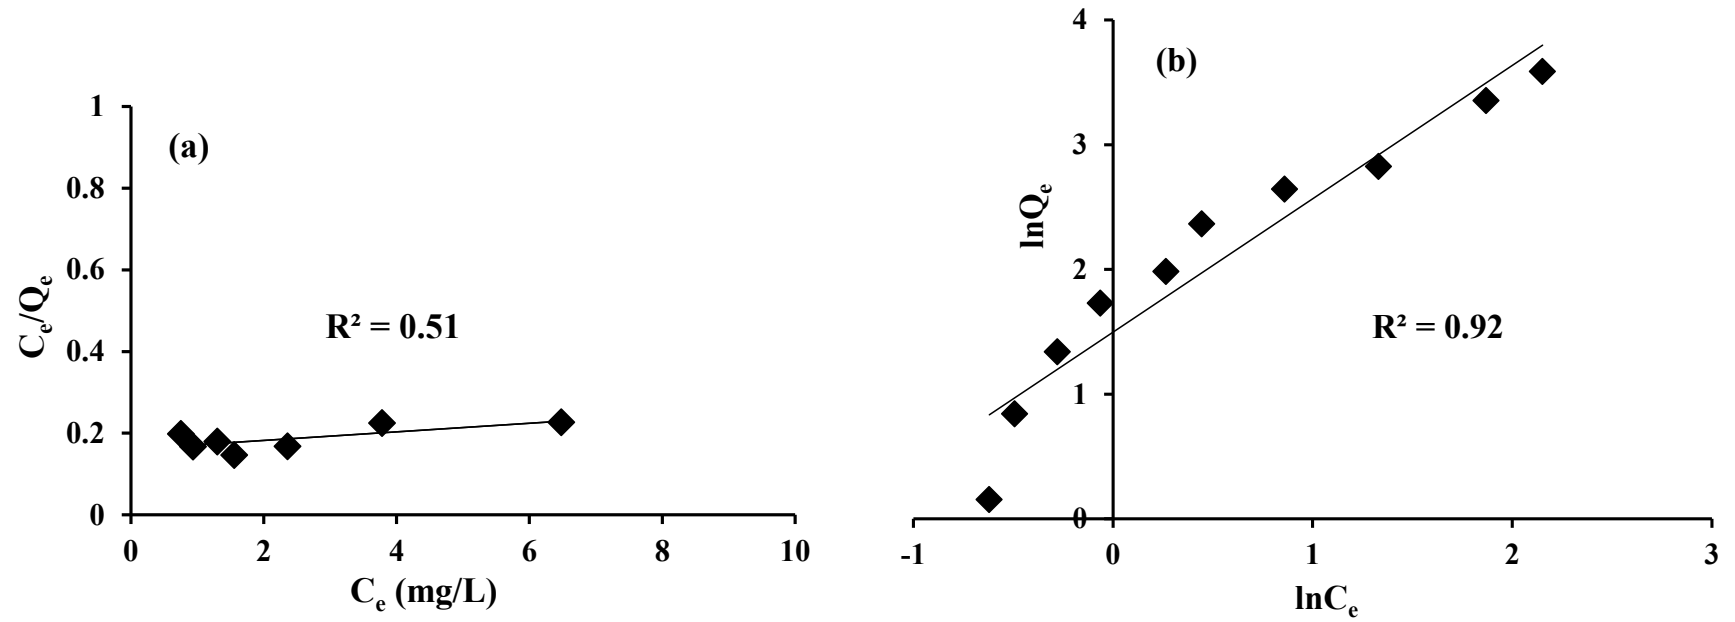 (a)
1
0.8
0.6
0.4
0.2
0
0 2 4 6 8 10
Cₑ/Qₑ
R² = 0.51
Cₑ (mg/L)
(b)
4
3
2
1
0
-1 0 1 2 3
lnQₑ
R² = 0.92
lnCₑ